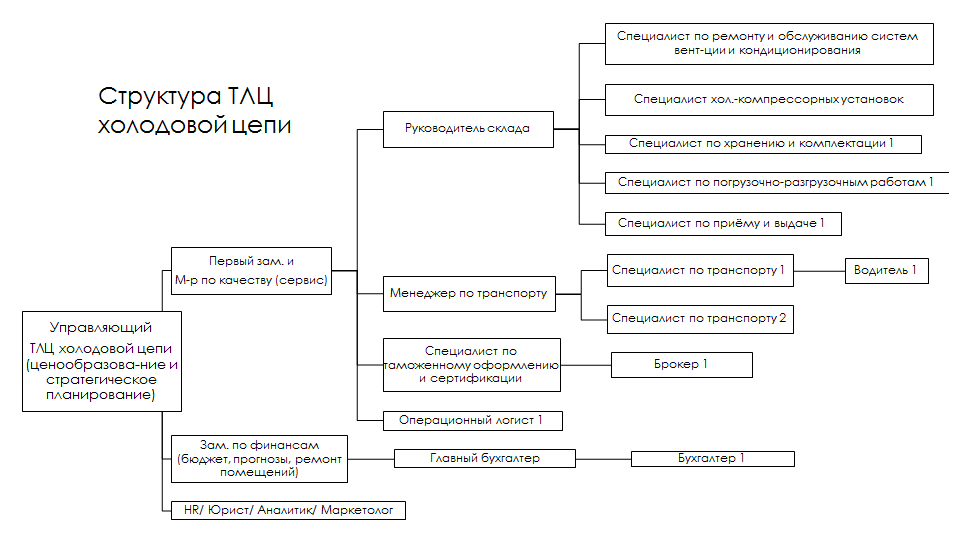 Структура ТЛЦ
холодовой цепи
Специалист по ремонту и обслуживанию систем
вент-ции и кондиционирования
Специалист хол.-компрессорных установок
Руководитель склада
Специалист по хранению и комплектации 1
Специалист по погрузочно-разгрузочным работам 1
Специалист по приёму и выдаче 1
Первый зам. и
М-р по качеству (сервис)
Менеджер по транспорту
Специалист по транспорту 1
Водитель 1
Специалист по транспорту 2
Управляющий
ТЛЦ холодовой цепи
(ценообразова-ние и
стратегическое
планирование)
Специалист по
таможенному оформлению
и сертификации
Брокер 1
Операционный логист 1
Зам. по финансам
(бюджет, прогнозы, ремонт
помещений)
Главный бухгалтер
Бухгалтер 1
HR/ Юрист/ Аналитик/ Маркетолог